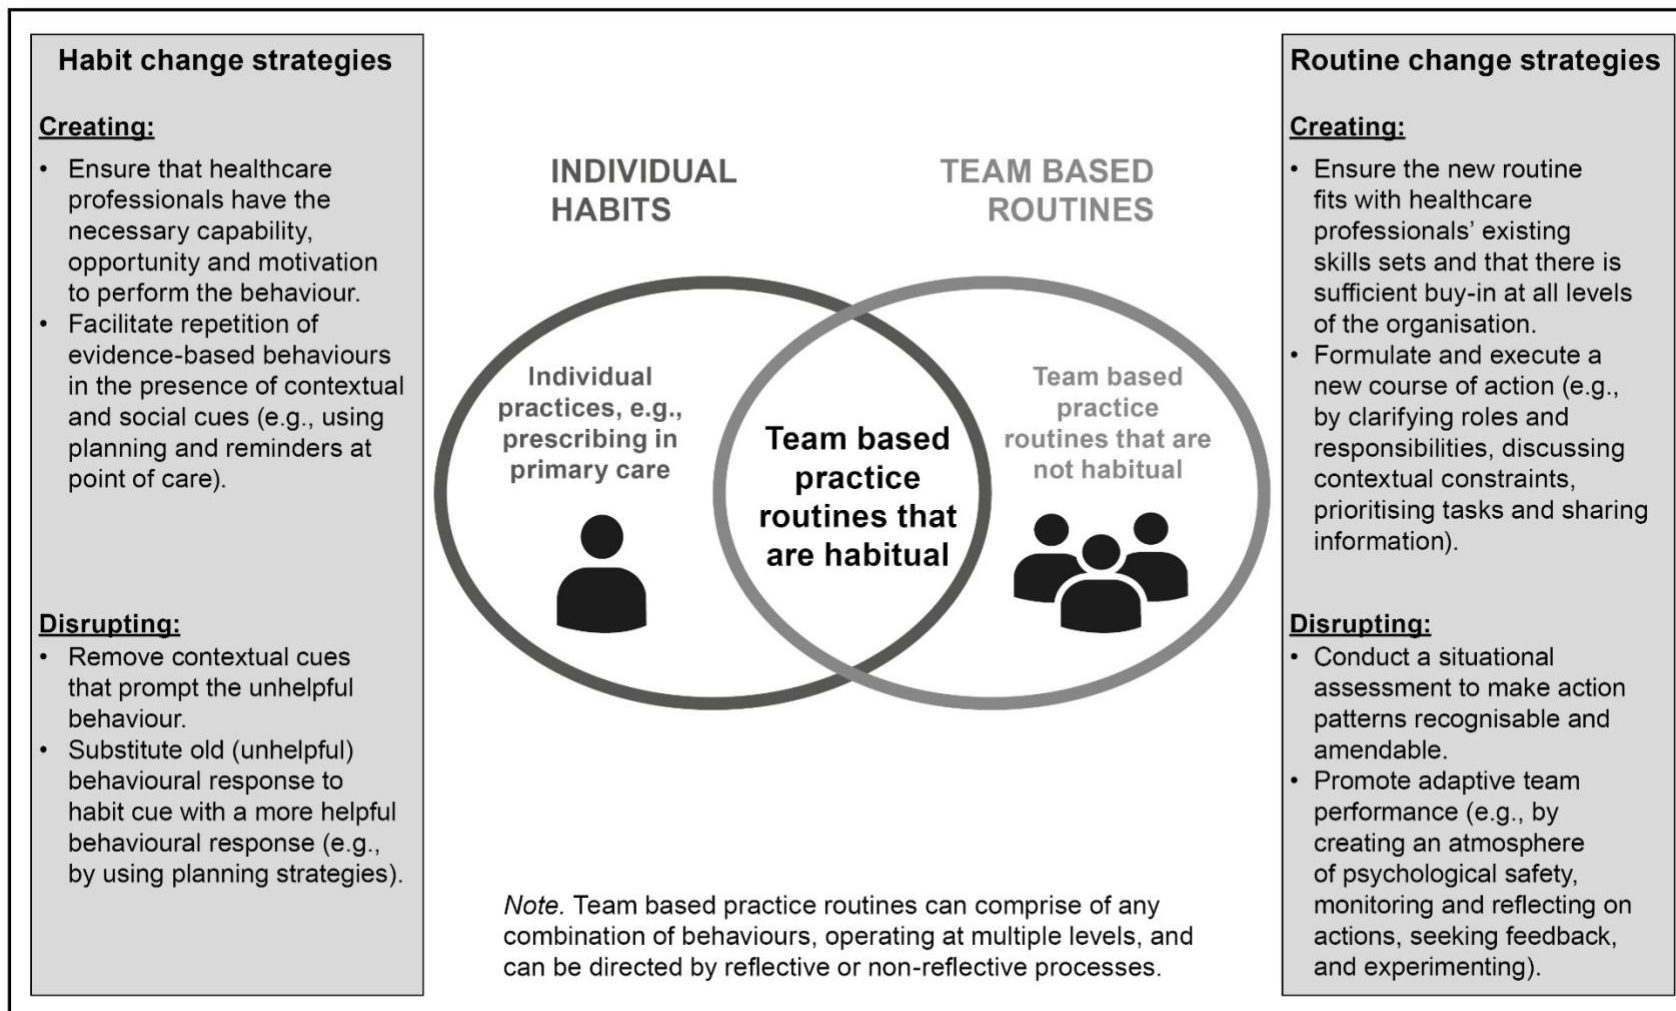 Habit change strategies
Creating:
• Ensure that healthcare
professionals have the
necessary capability,
opportunity and motivation
to perform the behaviour.
• Facilitate repetition of
evidence-based behaviours
in the presence of contextual
and social cues (e.g., using
planning and reminders at
point of care).
Disrupting:
• Remove contextual cues
that prompt the unhelpful
behaviour.
• Substitute old (unhelpful)
behavioural response to
habit cue with a more helpful
behavioural response (e.g.,
by using planning strategies).
INDIVIDUAL
HABITS
TEAM BASED
ROUTINES
Individual
practices, e.g.,
prescribing in
primary care
Team based
practice
routines that
are habitual
Team based
practice
routines that are
not habitual
Note. Team based practice routines can comprise of any
combination of behaviours, operating at multiple levels, and
can be directed by reflective or non-reflective processes.
Routine change strategies
Creating:
• Ensure the new routine
fits with healthcare
professionals’ existing
skills sets and that there is
sufficient buy-in at all levels
of the organisation.
• Formulate and execute a
new course of action (e.g.,
by clarifying roles and
responsibilities, discussing
contextual constraints,
prioritising tasks and sharing
information).
Disrupting:
• Conduct a situational
assessment to make action
patterns recognisable and
amendable.
• Promote adaptive team
performance (e.g., by
creating an atmosphere
of psychological safety,
monitoring and reflecting on
actions, seeking feedback,
and experimenting).